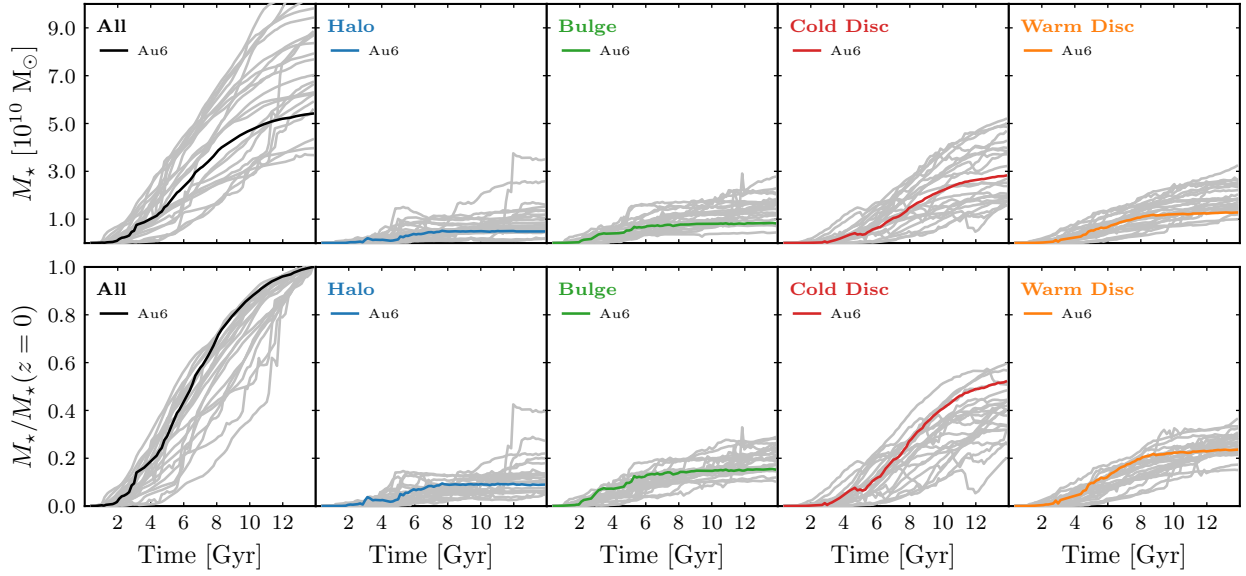 M⋆ [10¹⁰ M⊙]
9.0
7.0
5.0
3.0
1.0
All
Au6
Halo
Au6
Bulge
Au6
Cold Disc
Au6
Warm Disc
Au6
M⋆/M⋆(z = 0)
1.0
0.8
0.6
0.4
0.2
0.0
All
Au6
Halo
Au6
Bulge
Au6
Cold Disc
Au6
Warm Disc
Au6
2 4 6 8 10 12
2 4 6 8 10 12
2 4 6 8 10 12
2 4 6 8 10 12
2 4 6 8 10 12
Time [Gyr]
Time [Gyr]
Time [Gyr]
Time [Gyr]
Time [Gyr]